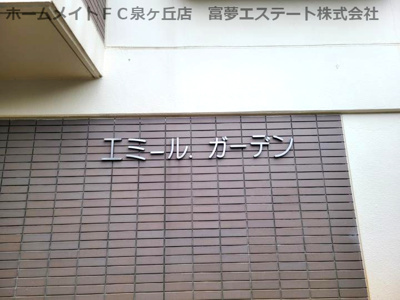 ホームメイトＦＣ泉ヶ丘店　富夢エステート株式会社
エミール．ガーデン